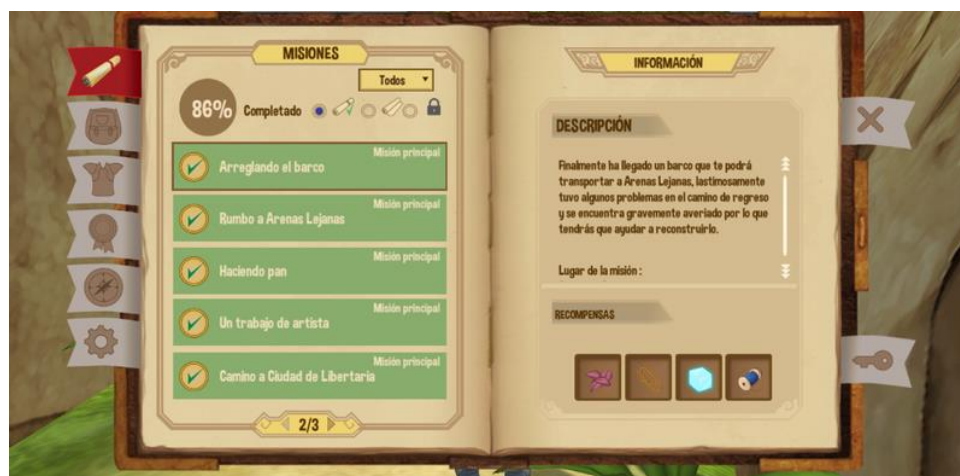 MISIONES
Todos
86% Completado
Misión principal
Arreglando el barco
Misión principal
Rumbo a Arenas Lejanas
Misión principal
Haciendo pan
Misión principal
Un trabajo de artista
Misión principal
Camino a Ciudad de Libertaria
2/3
INFORMACIÓN
DESCRIPCIÓN
Finalmente ha llegado un barco que te podrá
transportar a Arenas Lejanas, lastimosamente
tuvo algunos problemas en el camino de regreso
y se encuentra gravemente averiado por lo que
tendrás que ayudar a reconstruirlo.
Lugar de la misión :
RECOMPENSAS